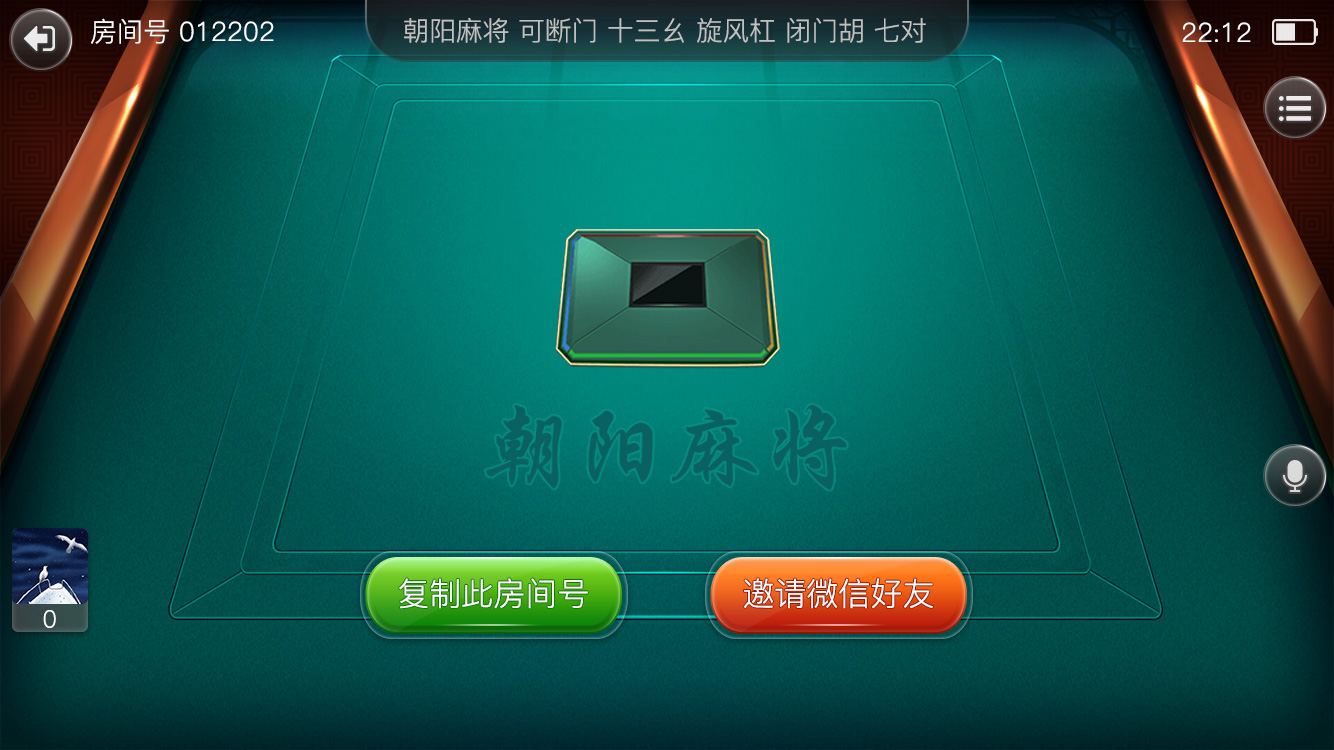 房间号 012202
朝阳麻将 可断门 十三幺 旋风杠 闭门胡 七对
22:12
朝阳麻将
0
复制此房间号
邀请微信好友